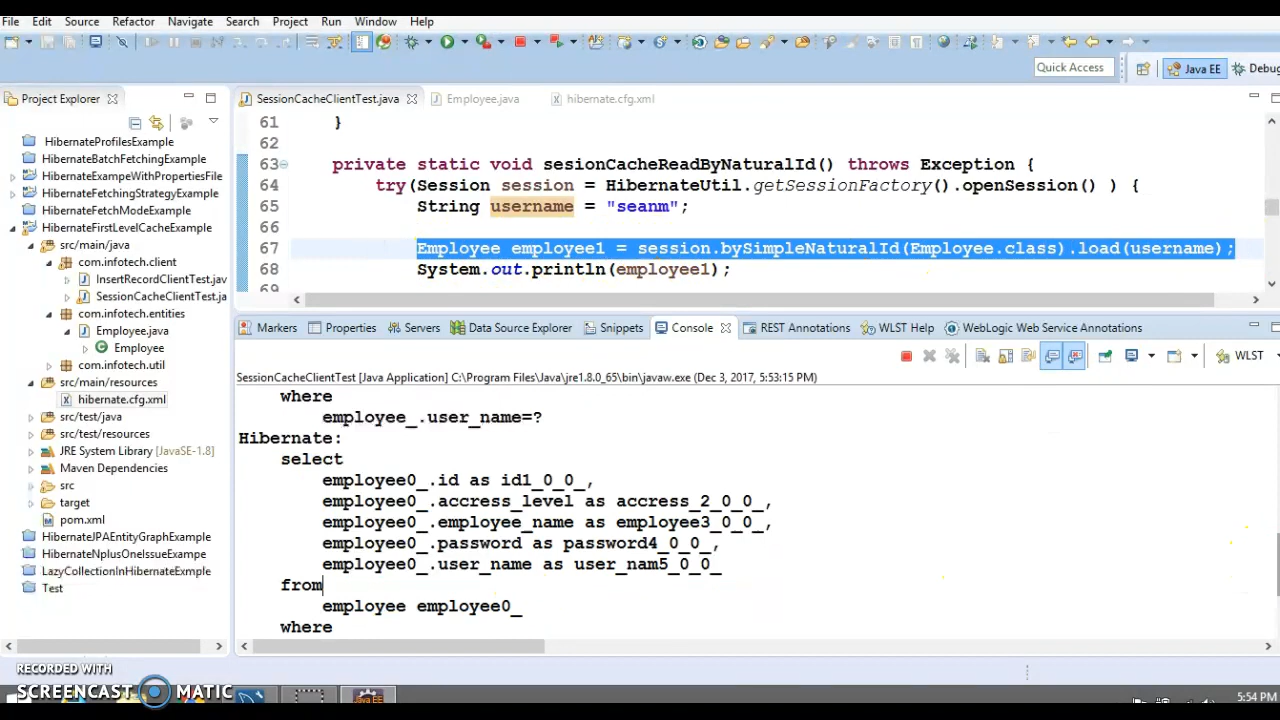 File Edit Source Refactor Navigate Search Project Run Window Help
Quick Access Java EE Debug
Project Explorer
SessionCacheClientTest.java Employee.java hibernate.cfg.xml
HibernateProfilesExample
HibernateBatchFetchingExample
HibernateExampeWithPropertiesFile
HibernateFetchingStrategyExample
HibernateFetchModeExample
HibernateFirstLevelCacheExample
src/main/java
com.infotech.client
InsertRecordClientTest.jav
SessionCacheClientTest.ja
com.infotech.entities
Employee.java
Employee
com.infotech.util
src/main/resources
hibernate.cfg.xml
src/test/java
src/test/resources
JRE System Library [JavaSE-1.8]
Maven Dependencies
src
target
pom.xml
HibernateJPAEntityGraphExample
HibernateNplusOneIssueExampe
LazyCollectionInHibernateExmple
Test
61 }
62
63 private static void sesionCacheReadByNaturalId() throws Exception {
64 try(Session session = HibernateUtil.getSessionFactory().openSession() ) {
65 String username = "seanm";
66
67 Employee employee1 = session.bySimpleNaturalId(Employee.class).load(username);
68 System.out.println(employee1);
69
Markers Properties Servers Data Source Explorer Snippets Console REST Annotations WLST Help WebLogic Web Service Annotations
WLST
SessionCacheClientTest [Java Application] C:\Program Files\Java\jre1.8.0_65\bin\javaw.exe (Dec 3, 2017, 5:53:15 PM)
where
employee_.user_name=?
Hibernate:
select
employee0_.id as id1_0_0_,
employee0_.accress_level as accress_2_0_0_,
employee0_.employee_name as employee3_0_0_,
employee0_.password as password4_0_0_,
employee0_.user_name as user_nam5_0_0_
from
employee employee0_
where
RECORDED WITH
SCREENCAST MATIC
Java EE
5:54 PM